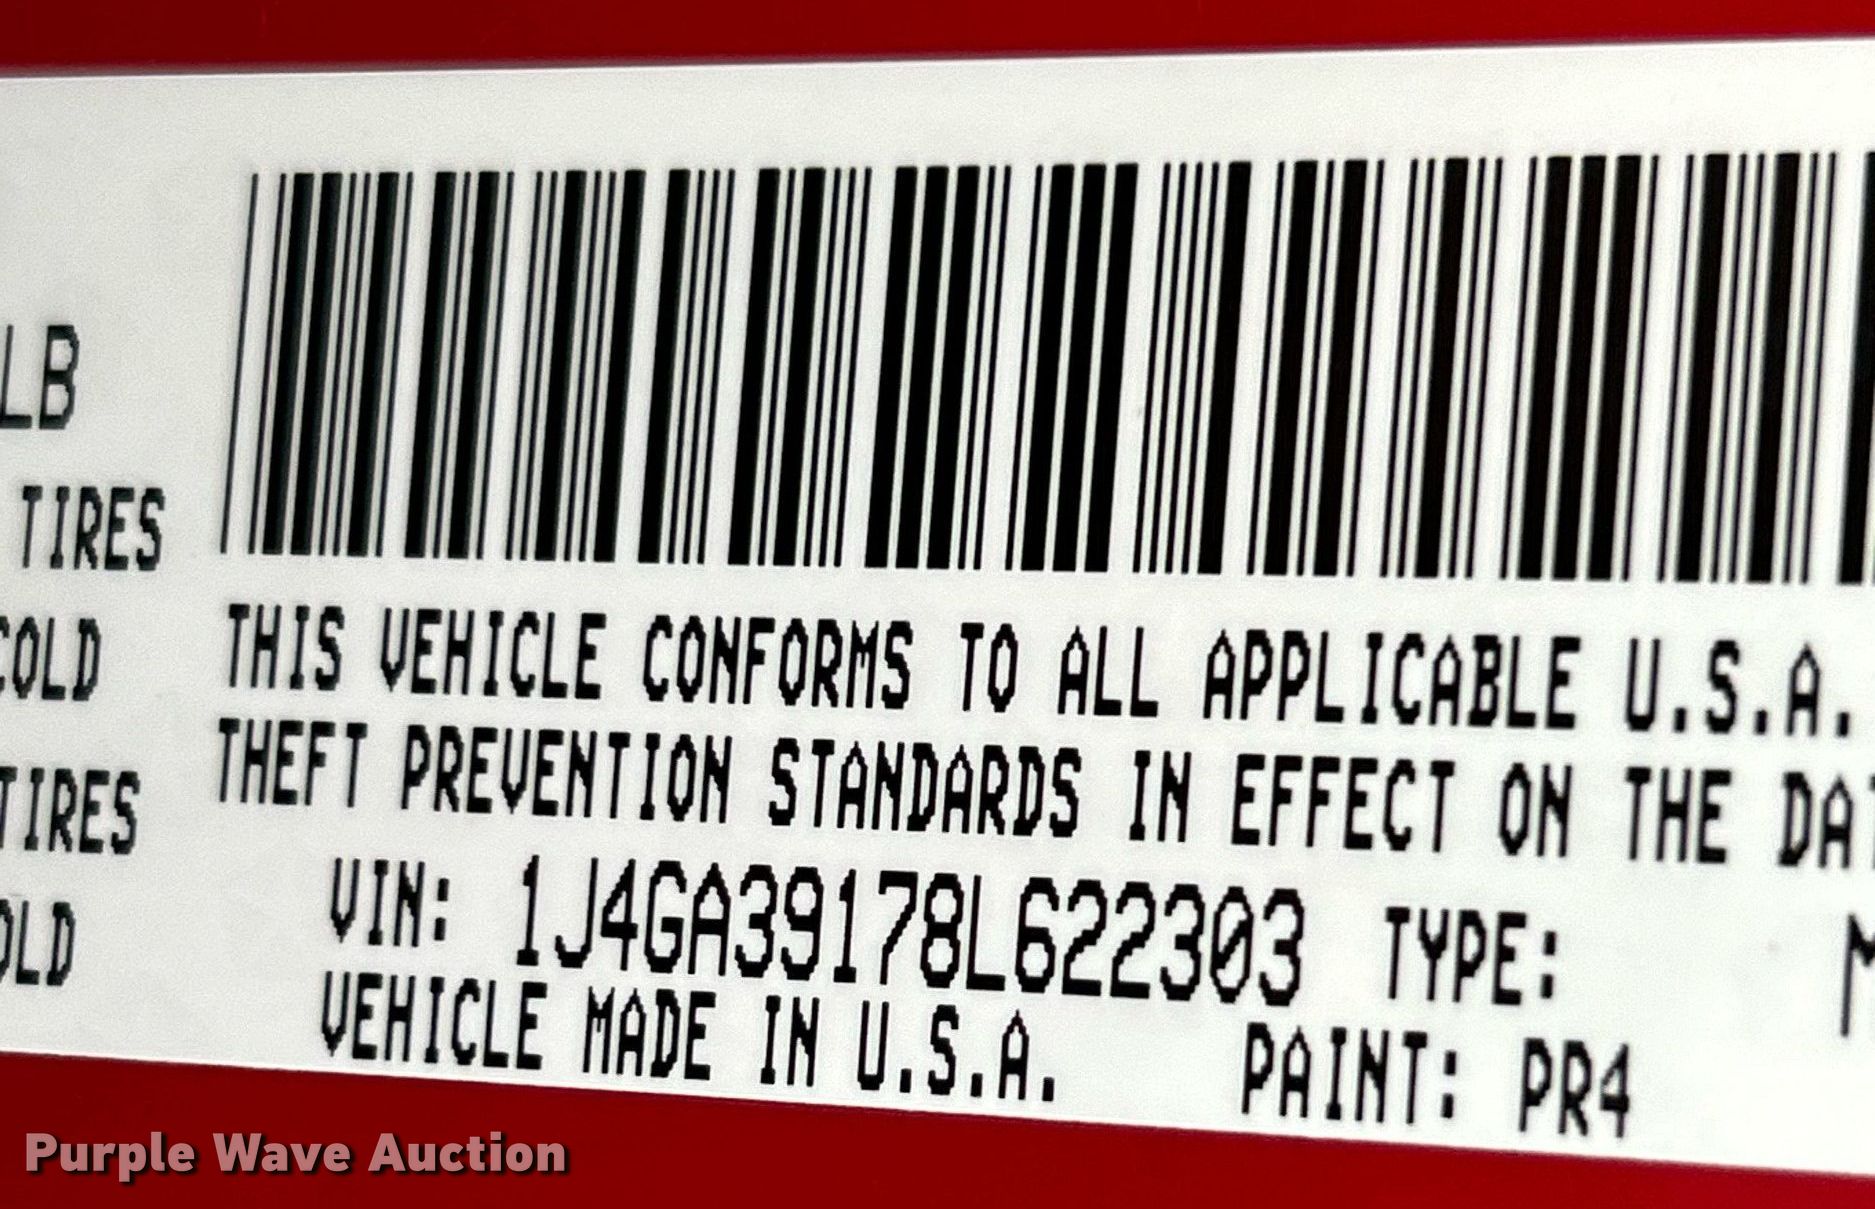 LB
TIRES
COLD
TIRES
OLD
THIS VEHICLE CONFORMS TO ALL APPLICABLE U.S.A.
THEFT PREVENTION STANDARDS IN EFFECT ON THE DAT
VIN: 1J4GA39178L622303 TYPE: M
VEHICLE MADE IN U.S.A. PAINT: PR4
Purple Wave Auction